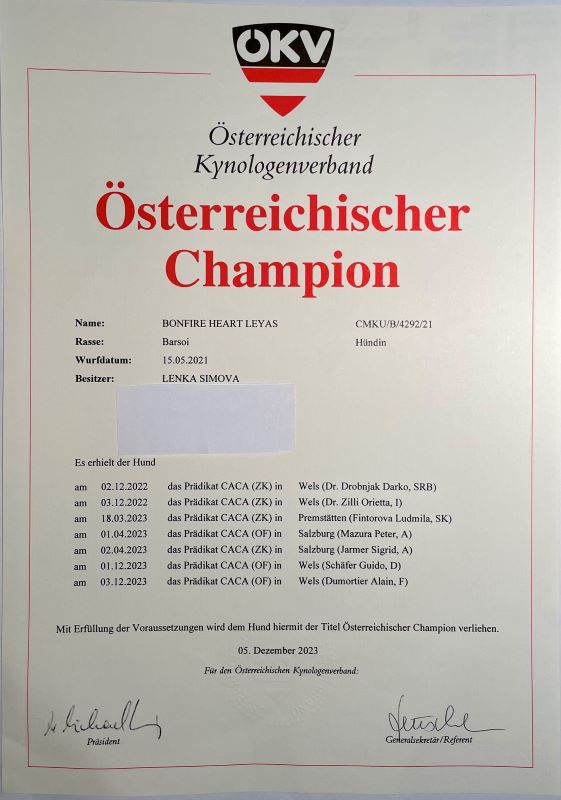 ÖKV
Österreichischer
Kynologenverband
Österreichischer
Champion
Name: BONFIRE HEART LEYAS CMKU/B/4292/21
Rasse: Barsoi Hündin
Wurfdatum: 15.05.2021
Besitzer: LENKA SIMOVA
Es erhielt der Hund
am 02.12.2022 das Prädikat CACA (ZK) in Wels (Dr. Drobnjak Darko, SRB)
am 03.12.2022 das Prädikat CACA (ZK) in Wels (Dr. Zilli Orietta, I)
am 18.03.2023 das Prädikat CACA (ZK) in Premstätten (Fintorova Ludmila, SK)
am 01.04.2023 das Prädikat CACA (OF) in Salzburg (Mazura Peter, A)
am 02.04.2023 das Prädikat CACA (ZK) in Salzburg (Jarmer Sigrid, A)
am 01.12.2023 das Prädikat CACA (OF) in Wels (Schäfer Guido, D)
am 03.12.2023 das Prädikat CACA (OF) in Wels (Dumortier Alain, F)
Mit Erfüllung der Voraussetzungen wird dem Hund hiermit der Titel Österreichischer Champion verliehen.
05. Dezember 2023
Für den Österreichischen Kynologenverband:
Präsident Generalsekretär/Referent